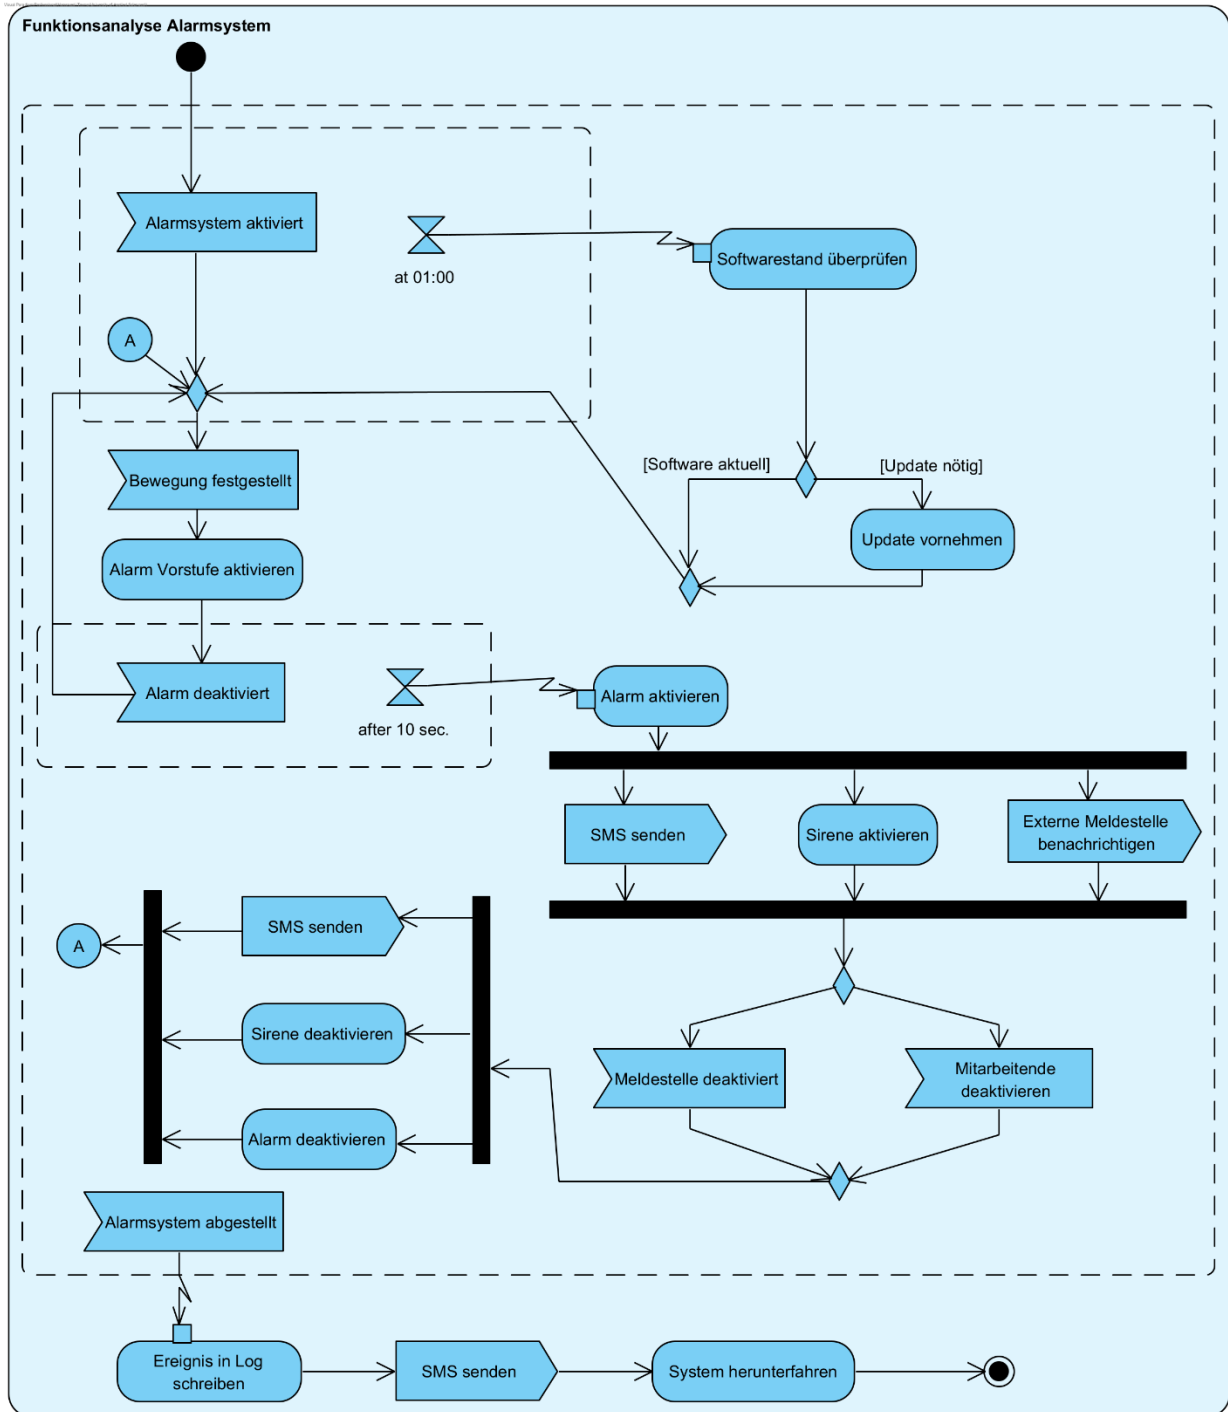 Funktionsanalyse Alarmsystem
Alarmsystem aktiviert
at 01:00
Softwarestand überprüfen
A
[Software aktuell]
[Update nötig]
Bewegung festgestellt
Update vornehmen
Alarm Vorstufe aktivieren
Alarm deaktiviert
after 10 sec.
Alarm aktivieren
SMS senden
Sirene aktivieren
Externe Meldestelle
benachrichtigen
SMS senden
A
Sirene deaktivieren
Meldestelle deaktiviert
Mitarbeitende
deaktivieren
Alarm deaktivieren
Alarmsystem abgestellt
Ereignis in Log
schreiben
SMS senden
System herunterfahren